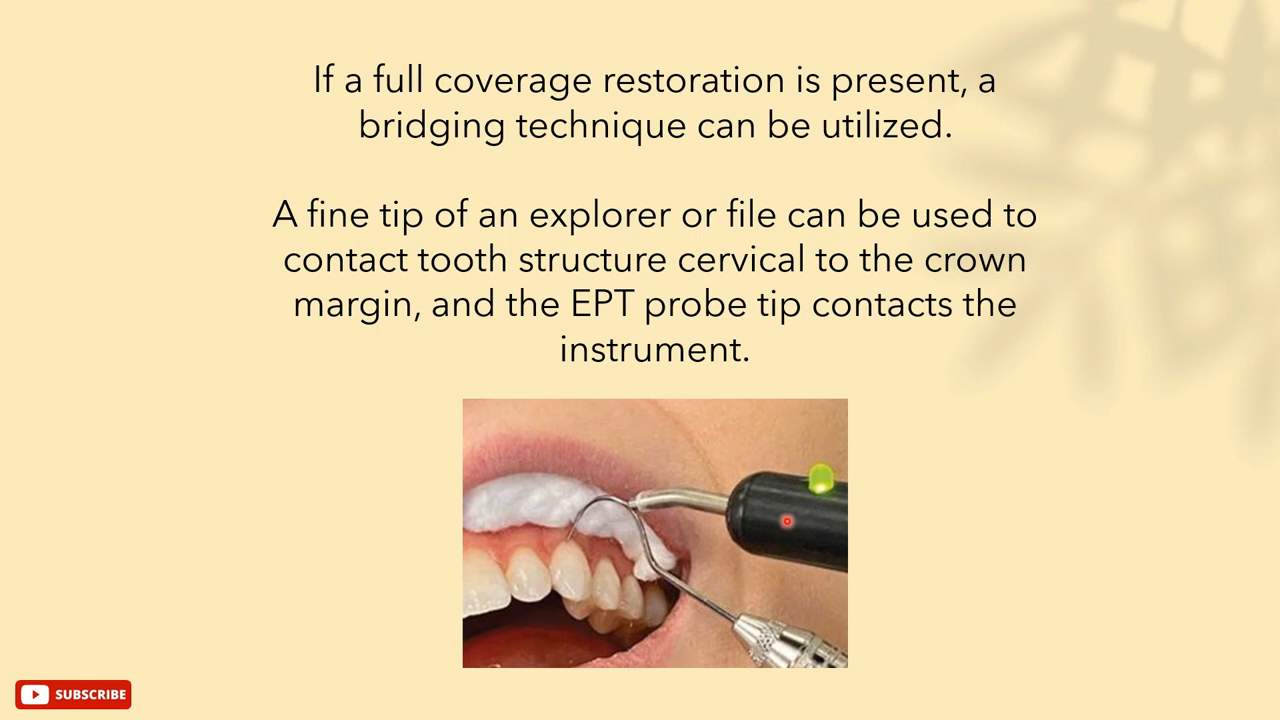 If a full coverage restoration is present, a
bridging technique can be utilized.
A fine tip of an explorer or file can be used to
contact tooth structure cervical to the crown
margin, and the EPT probe tip contacts the
instrument.
SUBSCRIBE